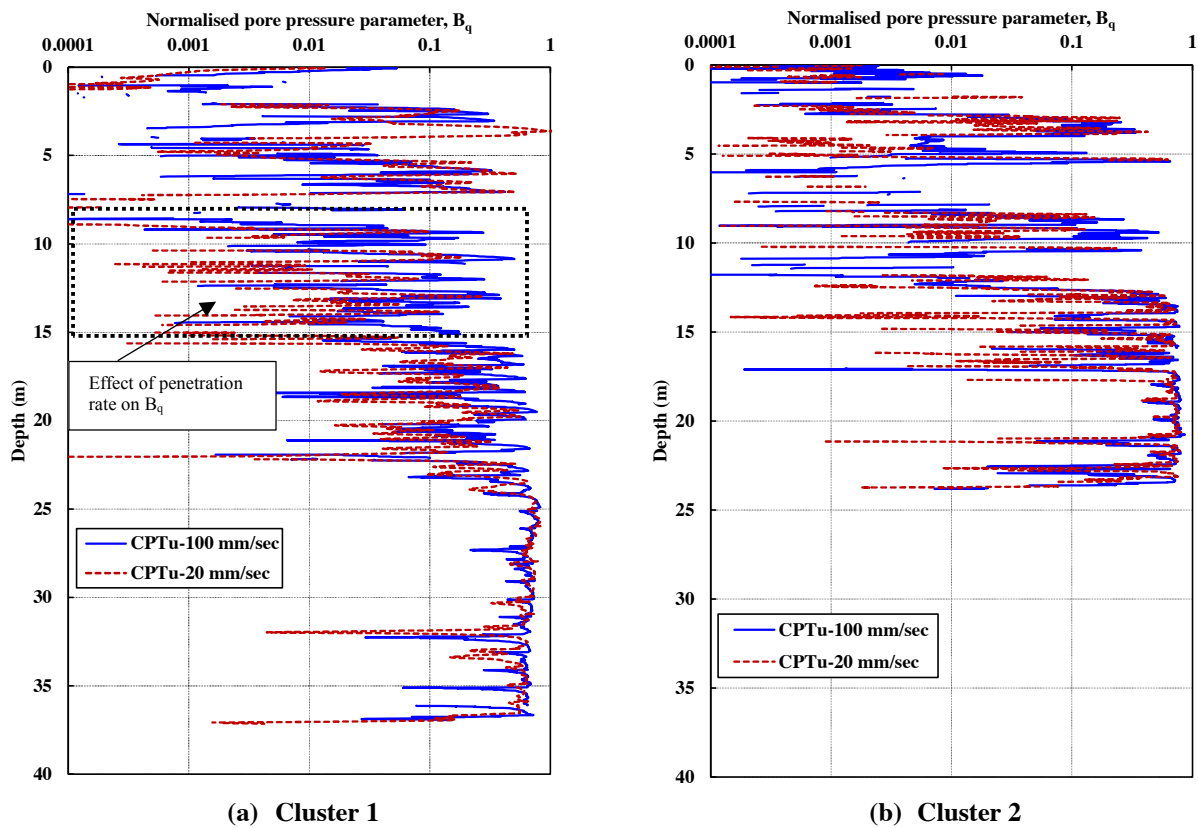 Normalised pore pressure parameter, Bq
0.0001 0.001 0.01 0.1 1
0
5
10
15
20
25
30
35
40
Depth (m)
Effect of penetration
rate on Bq
CPTu-100 mm/sec
CPTu-20 mm/sec
(a) Cluster 1
Normalised pore pressure parameter, Bq
0.0001 0.001 0.01 0.1 1
0
5
10
15
20
25
30
35
40
Depth (m)
CPTu-100 mm/sec
CPTu-20 mm/sec
(b) Cluster 2